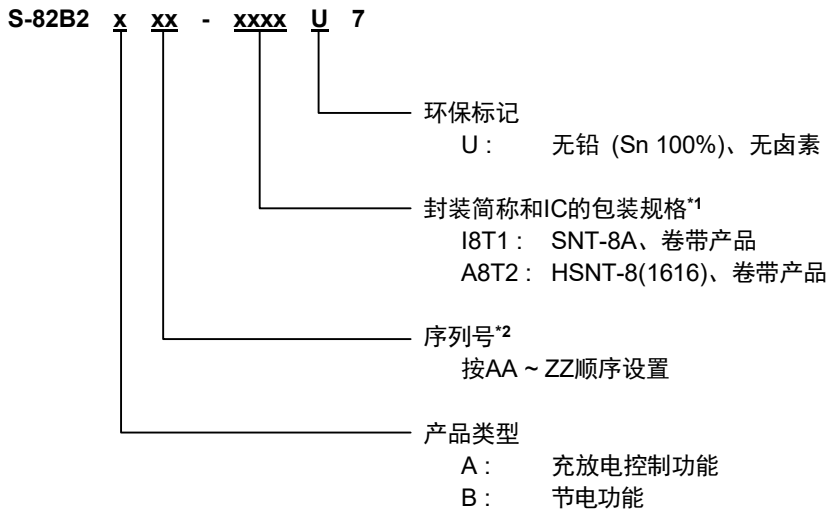 S-82B2 x xx - xxxx U 7
环保标记
U : 无铅 (Sn 100%)、无卤素
封装简称和IC的包装规格*1
I8T1 : SNT-8A、卷带产品
A8T2 : HSNT-8(1616)、卷带产品
序列号*2
按AA ~ ZZ顺序设置
产品类型
A : 充放电控制功能
B : 节电功能